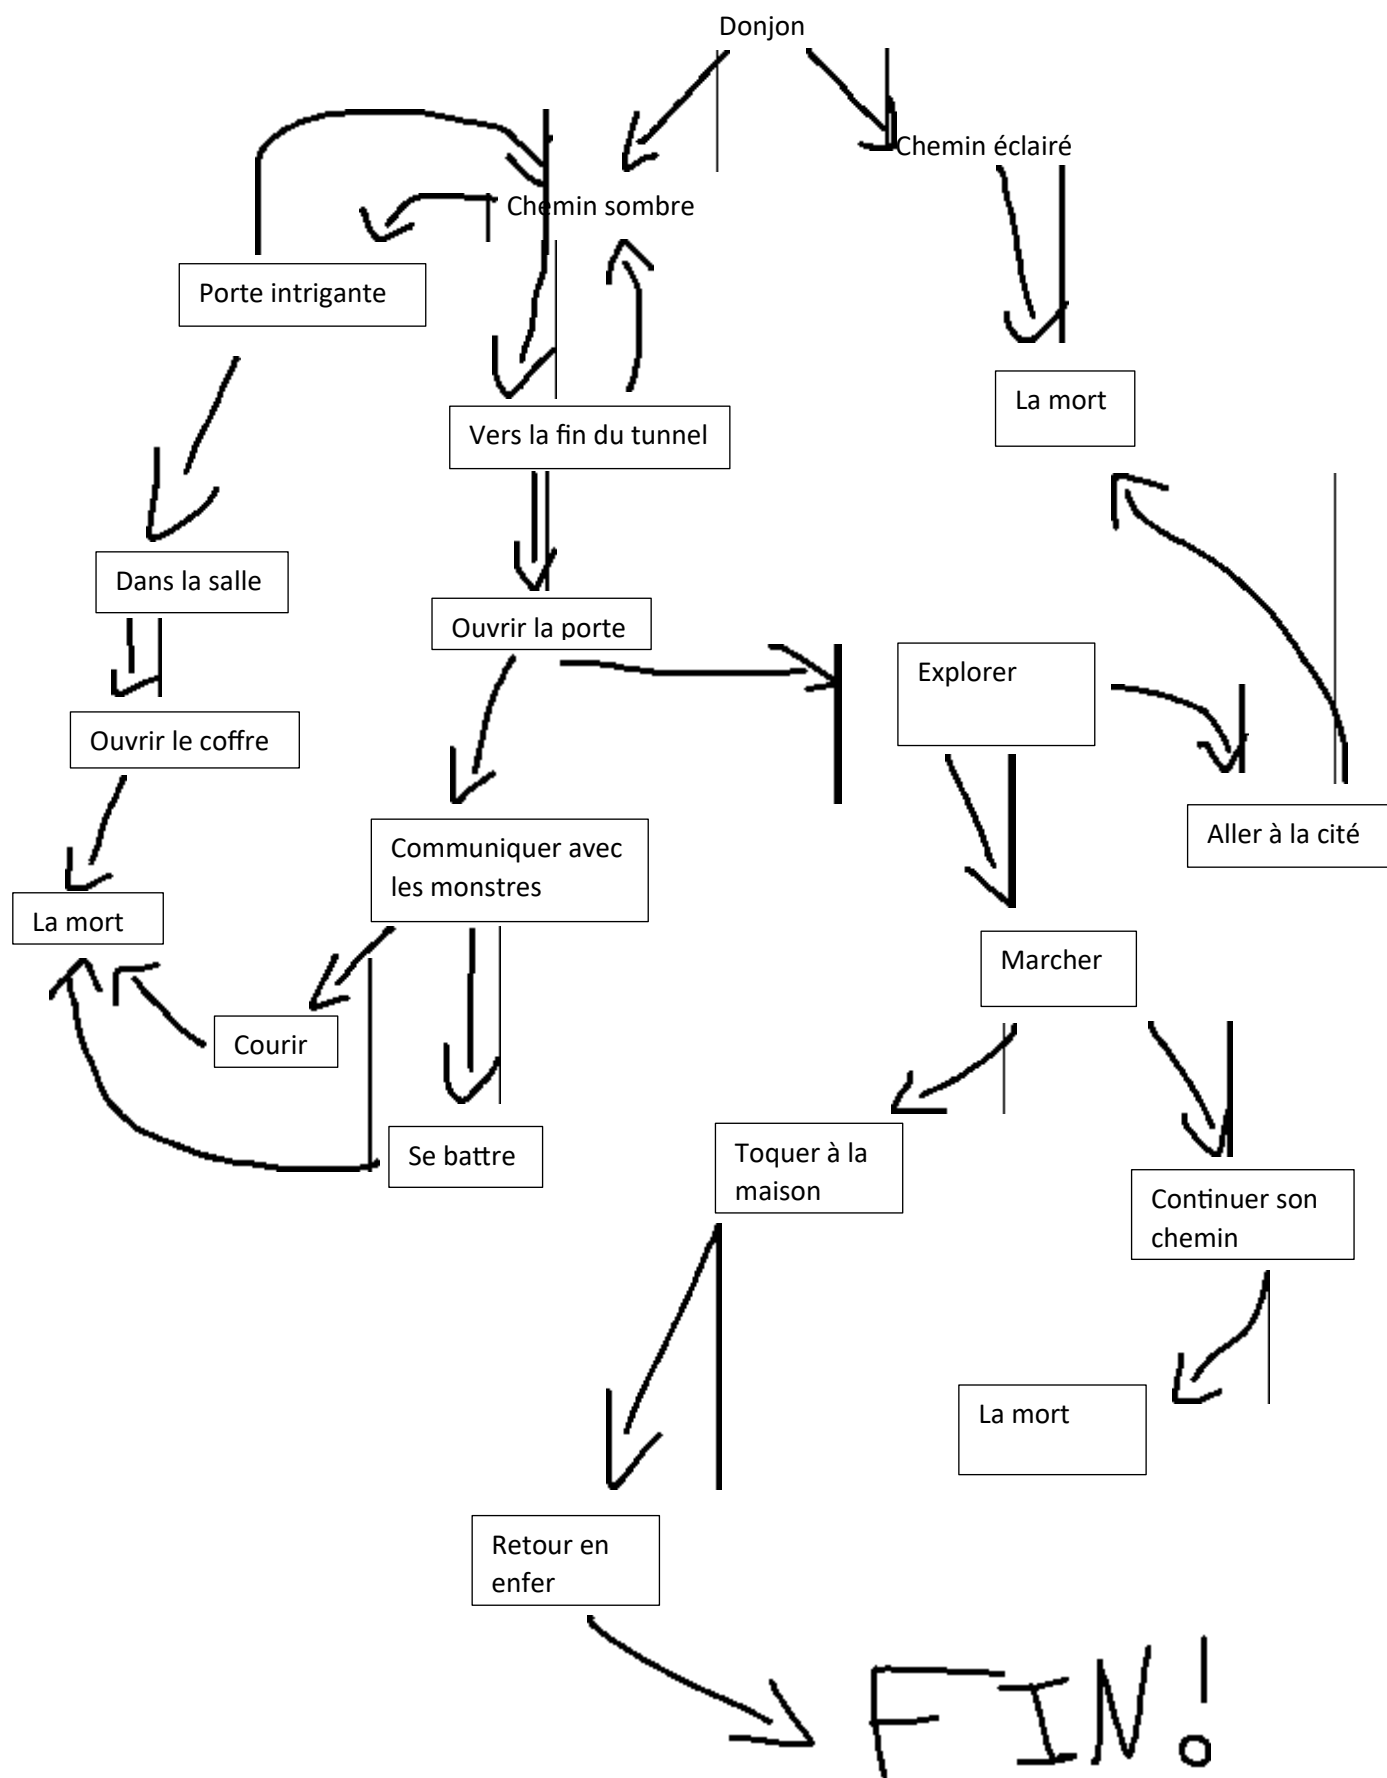 Donjon
Chemin éclairé
Chemin sombre
Porte intrigante
La mort
Vers la fin du tunnel
Dans la salle
Ouvrir la porte
Explorer
Ouvrir le coffre
Aller à la cité
Communiquer avec
les monstres
La mort
Marcher
Courir
Se battre
Toquer à la
maison
Continuer son
chemin
La mort
Retour en
enfer
FIN!